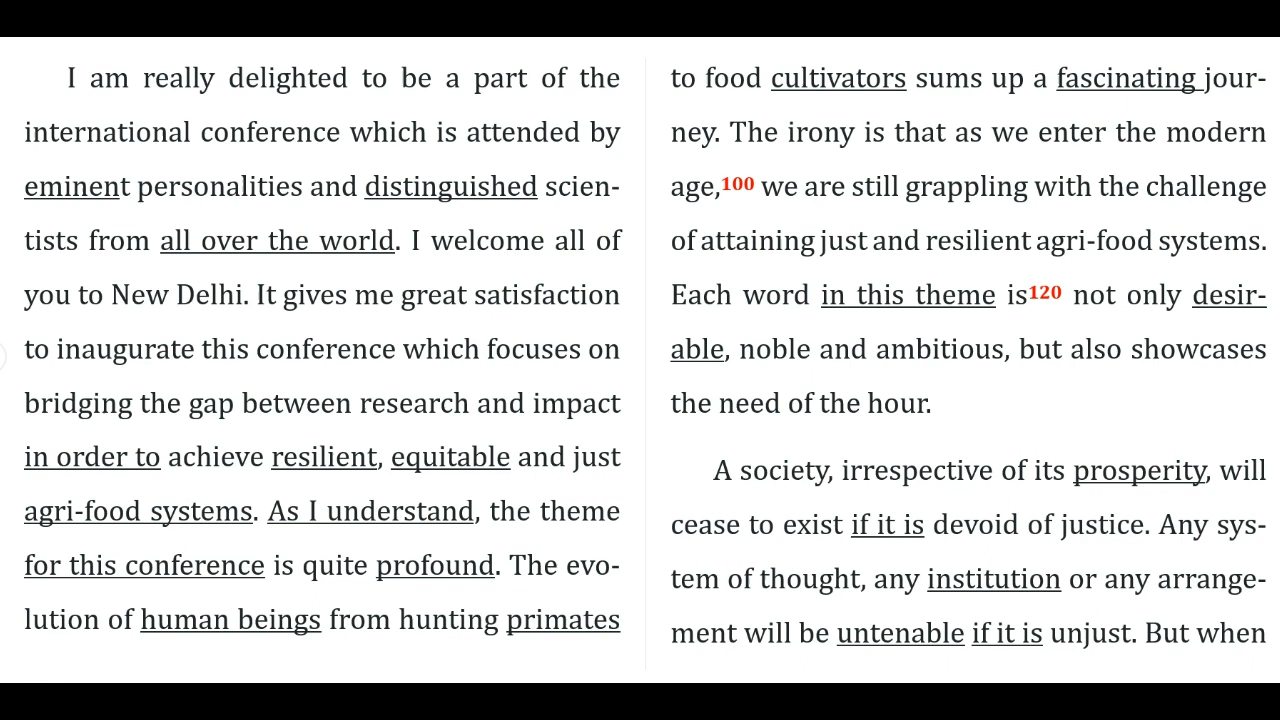 I am really delighted to be a part of the
international conference which is attended by
eminent personalities and distinguished scien-
tists from all over the world. I welcome all of
you to New Delhi. It gives me great satisfaction
to inaugurate this conference which focuses on
bridging the gap between research and impact
in order to achieve resilient, equitable and just
agri-food systems. As I understand, the theme
for this conference is quite profound. The evo-
lution of human beings from hunting primates
to food cultivators sums up a fascinating jour-
ney. The irony is that as we enter the modern
age,100 we are still grappling with the challenge
of attaining just and resilient agri-food systems.
Each word in this theme is120 not only desir-
able, noble and ambitious, but also showcases
the need of the hour.
A society, irrespective of its prosperity, will
cease to exist if it is devoid of justice. Any sys-
tem of thought, any institution or any arrange-
ment will be untenable if it is unjust. But when